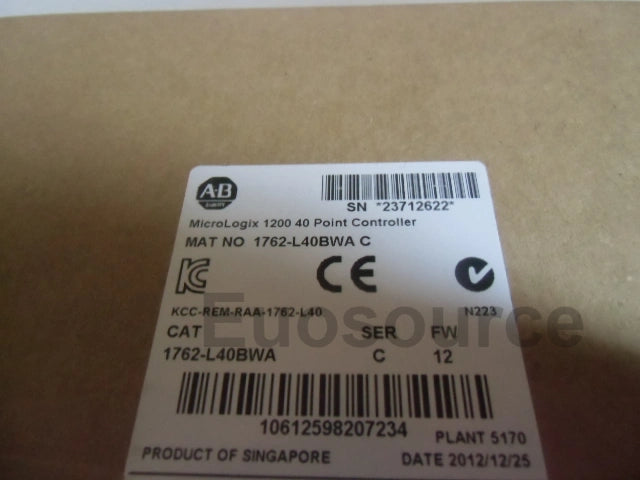 A-B
SN *23712622*
MicroLogix 1200 40 Point Controller
MAT NO 1762-L40BWA C
CE
KCC-REM-RAA-1762-L40
N223
Euosource
CAT SER FW
1762-L40BWA C 12
10612598207234
PLANT 5170
PRODUCT OF SINGAPORE DATE 2012/12/25